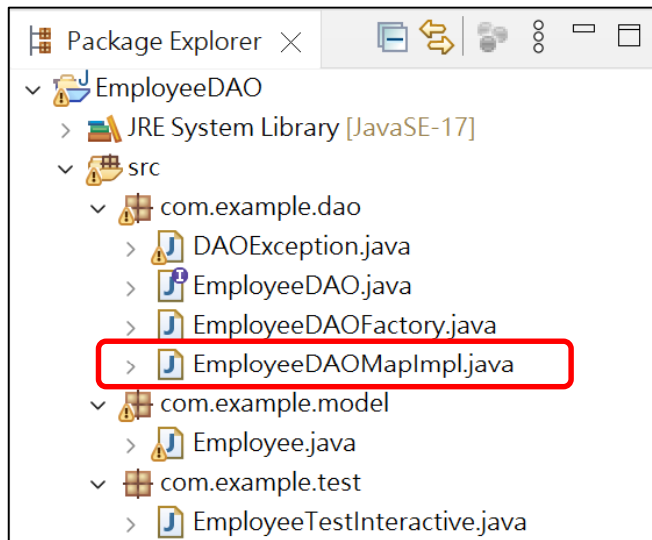 Package Explorer
EmployeeDAO
JRE System Library [JavaSE-17]
src
com.example.dao
DAOException.java
EmployeeDAO.java
EmployeeDAOFactory.java
EmployeeDAOMapImpl.java
com.example.model
Employee.java
com.example.test
EmployeeTestInteractive.java